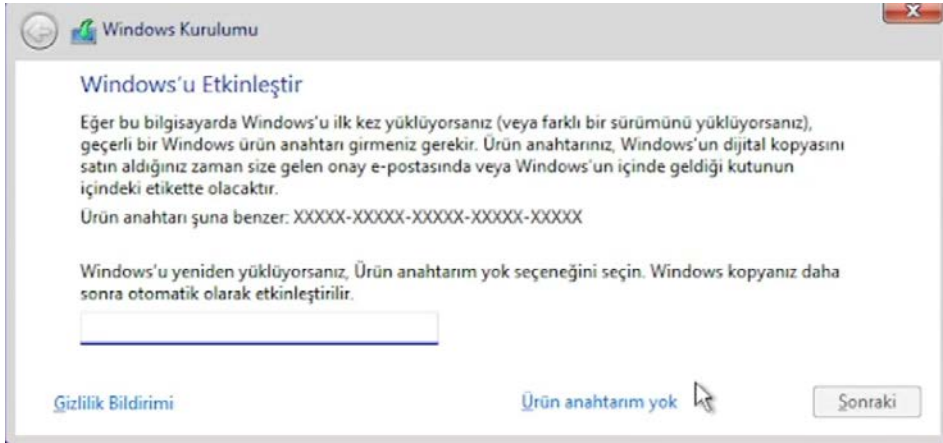 Windows Kurulumu
Windows'u Etkinleştir
Eğer bu bilgisayarda Windows'u ilk kez yüklüyorsanız (veya farklı bir sürümünü yüklüyorsanız),
geçerli bir Windows ürün anahtarı girmeniz gerekir. Ürün anahtarınız, Windows'un dijital kopyasını
satın aldığınız zaman size gelen onay e-postasında veya Windows'un içinde geldiği kutunun
içindeki etikette olacaktır.
Ürün anahtarı şuna benzer: XXXXX-XXXXX-XXXXX-XXXXX-XXXXX
Windows'u yeniden yüklüyorsanız, Ürün anahtarım yok seçeneğini seçin. Windows kopyanız daha
sonra otomatik olarak etkinleştirilir.
Gizlilik Bildirimi
Ürün anahtarım yok
Sonraki